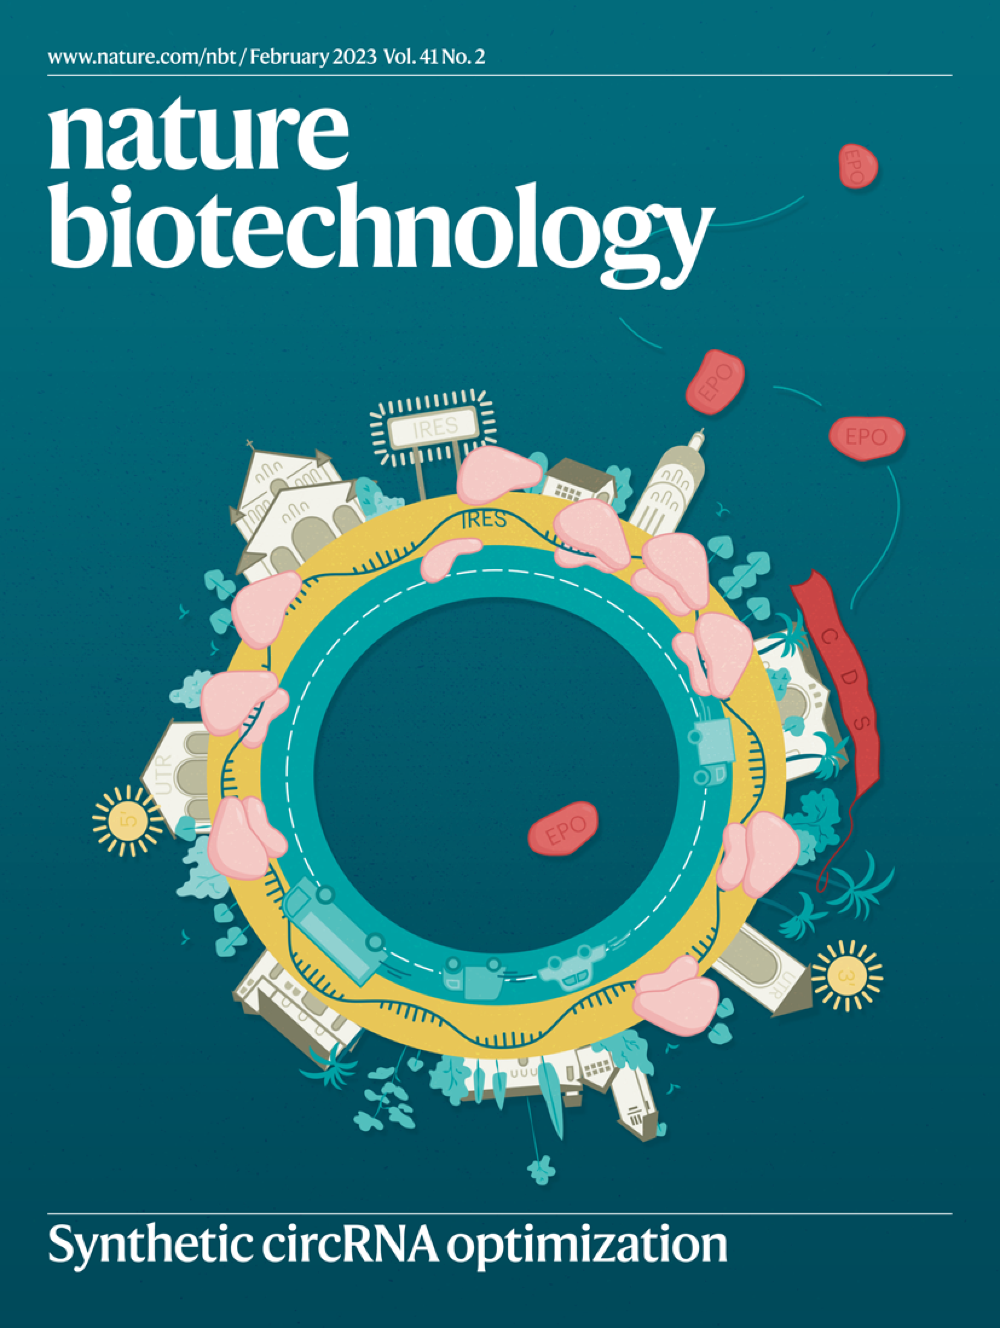 www.nature.com/nbt / February 2023 Vol. 41 No. 2
nature
biotechnology
EPO
EPO
EPO
IRES
IRES
C D S
UTR
5'
EPO
3'
UTR
Synthetic circRNA optimization